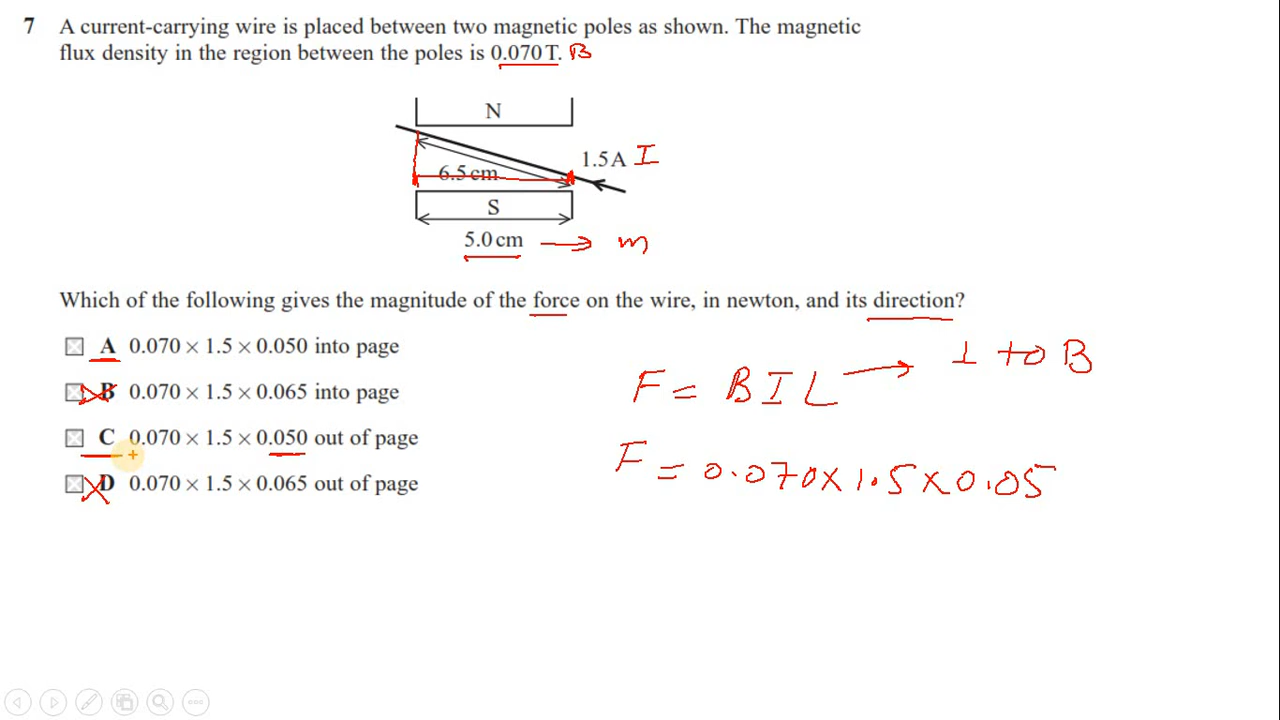 7 A current-carrying wire is placed between two magnetic poles as shown. The magnetic
flux density in the region between the poles is 0.070 T. B
N
1.5 A I
6.5 cm
S
5.0 cm → m
Which of the following gives the magnitude of the force on the wire, in newton, and its direction?
A 0.070 × 1.5 × 0.050 into page
B 0.070 × 1.5 × 0.065 into page
C 0.070 × 1.5 × 0.050 out of page
D 0.070 × 1.5 × 0.065 out of page
F = BIL → ⊥ to B
F = 0.070×1.5×0.05